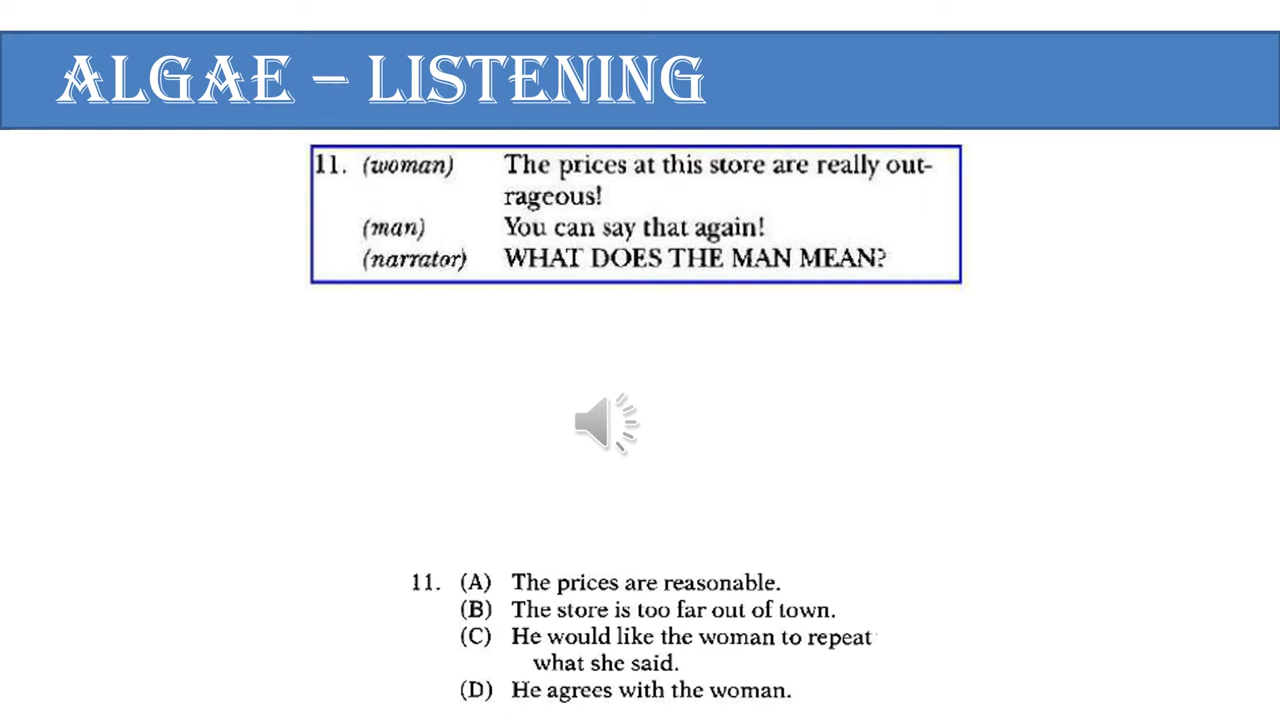 ALGAE – LISTENING
11. (woman) The prices at this store are really out-
rageous!
(man) You can say that again!
(narrator) WHAT DOES THE MAN MEAN?
11. (A) The prices are reasonable.
(B) The store is too far out of town.
(C) He would like the woman to repeat
what she said.
(D) He agrees with the woman.